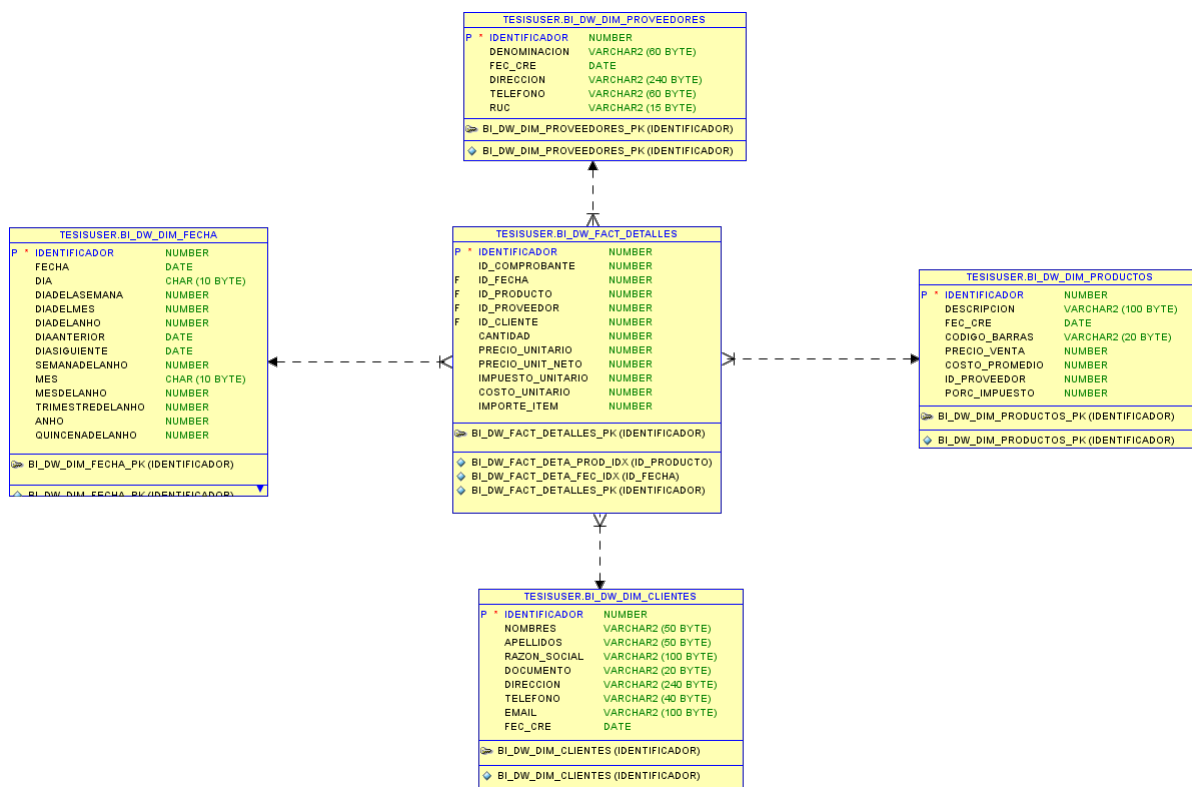 TESISUSER.BI_DW_DIM_PROVEEDORES
P * IDENTIFICADOR NUMBER
DENOMINACION VARCHAR2 (60 BYTE)
FEC_CRE DATE
DIRECCION VARCHAR2 (240 BYTE)
TELEFONO VARCHAR2 (60 BYTE)
RUC VARCHAR2 (15 BYTE)
BI_DW_DIM_PROVEEDORES_PK (IDENTIFICADOR)
BI_DW_DIM_PROVEEDORES_PK (IDENTIFICADOR)
TESISUSER.BI_DW_DIM_FECHA
P * IDENTIFICADOR NUMBER
FECHA DATE
DIA CHAR (10 BYTE)
DIADELASEMANA NUMBER
DIADELMES NUMBER
DIADELANHO NUMBER
DIAANTERIOR DATE
DIASIGUIENTE DATE
SEMANADELANHO NUMBER
MES CHAR (10 BYTE)
MESDELANHO NUMBER
TRIMESTREDELANHO NUMBER
ANHO NUMBER
QUINCENADELANHO NUMBER
BI_DW_DIM_FECHA_PK (IDENTIFICADOR)
BI_DW_DIM_FECHA_PK (IDENTIFICADOR)
TESISUSER.BI_DW_FACT_DETALLES
P * IDENTIFICADOR NUMBER
ID_COMPROBANTE NUMBER
F ID_FECHA NUMBER
F ID_PRODUCTO NUMBER
F ID_PROVEEDOR NUMBER
F ID_CLIENTE NUMBER
CANTIDAD NUMBER
PRECIO_UNITARIO NUMBER
PRECIO_UNIT_NETO NUMBER
IMPUESTO_UNITARIO NUMBER
COSTO_UNITARIO NUMBER
IMPORTE_ITEM NUMBER
BI_DW_FACT_DETALLES_PK (IDENTIFICADOR)
BI_DW_FACT_DETA_PROD_IDX (ID_PRODUCTO)
BI_DW_FACT_DETA_FEC_IDX (ID_FECHA)
BI_DW_FACT_DETALLES_PK (IDENTIFICADOR)
TESISUSER.BI_DW_DIM_PRODUCTOS
P * IDENTIFICADOR NUMBER
DESCRIPCION VARCHAR2 (100 BYTE)
FEC_CRE DATE
CODIGO_BARRAS VARCHAR2 (20 BYTE)
PRECIO_VENTA NUMBER
COSTO_PROMEDIO NUMBER
ID_PROVEEDOR NUMBER
PORC_IMPUESTO NUMBER
BI_DW_DIM_PRODUCTOS_PK (IDENTIFICADOR)
BI_DW_DIM_PRODUCTOS_PK (IDENTIFICADOR)
TESISUSER.BI_DW_DIM_CLIENTES
P * IDENTIFICADOR NUMBER
NOMBRES VARCHAR2 (50 BYTE)
APELLIDOS VARCHAR2 (50 BYTE)
RAZON_SOCIAL VARCHAR2 (100 BYTE)
DOCUMENTO VARCHAR2 (20 BYTE)
DIRECCION VARCHAR2 (240 BYTE)
TELEFONO VARCHAR2 (40 BYTE)
EMAIL VARCHAR2 (100 BYTE)
FEC_CRE DATE
BI_DW_DIM_CLIENTES (IDENTIFICADOR)
BI_DW_DIM_CLIENTES (IDENTIFICADOR)